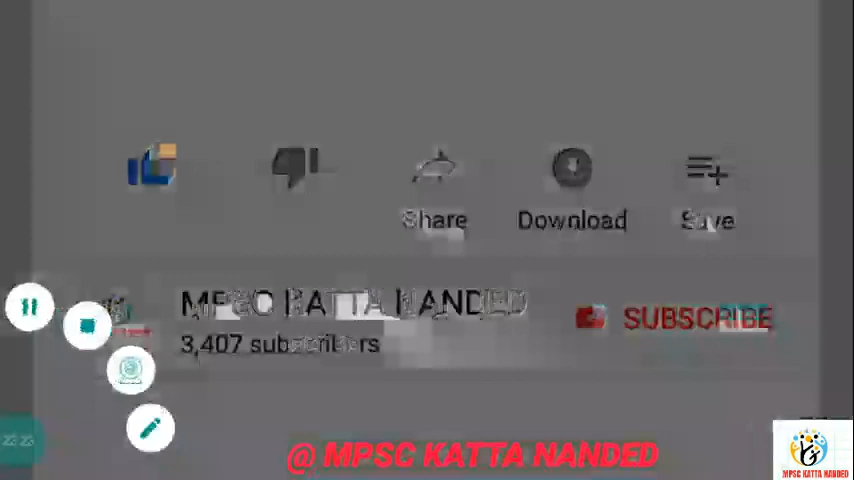 Share Download Save
MPSC KATTA NANDED
3,407 subscribers
SUBSCRIBE
@ MPSC KATTA NANDED
MPSC KATTA NANDED